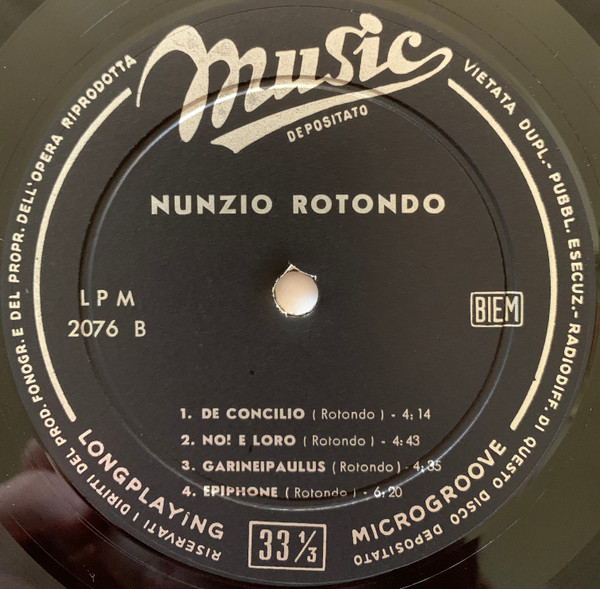 Music
DEPOSITATO
NUNZIO ROTONDO
LPM
2076 B
BIEM
1. DE CONCILIO (Rotondo) - 4:14
2. NO! E LORO (Rotondo) - 4:43
3. GARINEIPAULUS (Rotondo) - 4:35
4. EPIPHONE (Rotondo) - 6:20
LONGPLAYiNG
33 1/3
MICROGROOVE
RISERVATI I DIRITTI DEL PROD. FONOGR. E DEL PROPR. DELL'OPERA RIPRODOTTA
VIETATA DUPL.- PUBBL. ESECUZ.- RADIODIFF. DI QUESTO DISCO DEPOSITATO